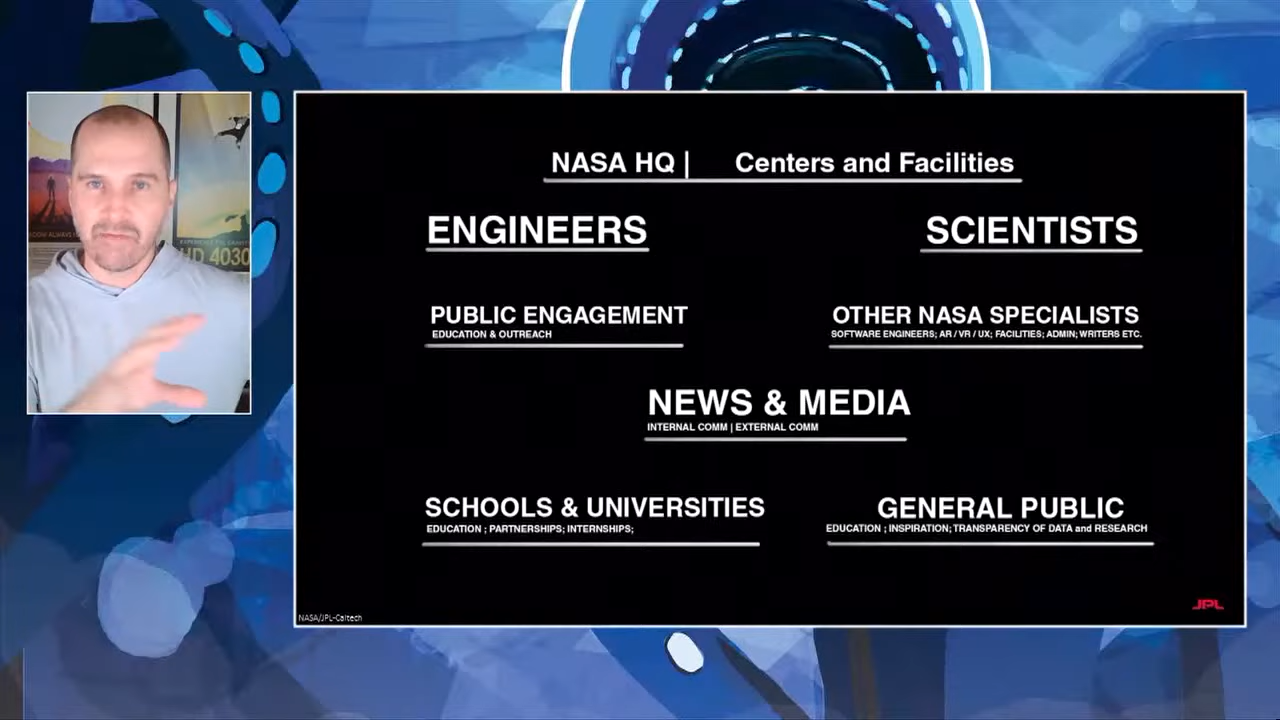 NASA HQ | Centers and Facilities
ENGINEERS
SCIENTISTS
PUBLIC ENGAGEMENT
EDUCATION & OUTREACH
OTHER NASA SPECIALISTS
SOFTWARE ENGINEERS; AR / VR / UX; FACILITIES; ADMIN; WRITERS ETC.
NEWS & MEDIA
INTERNAL COMM | EXTERNAL COMM
SCHOOLS & UNIVERSITIES
EDUCATION ; PARTNERSHIPS; INTERNSHIPS;
GENERAL PUBLIC
EDUCATION ; INSPIRATION; TRANSPARENCY OF DATA and RESEARCH
NASA/JPL-Caltech
JPL
HD 4030